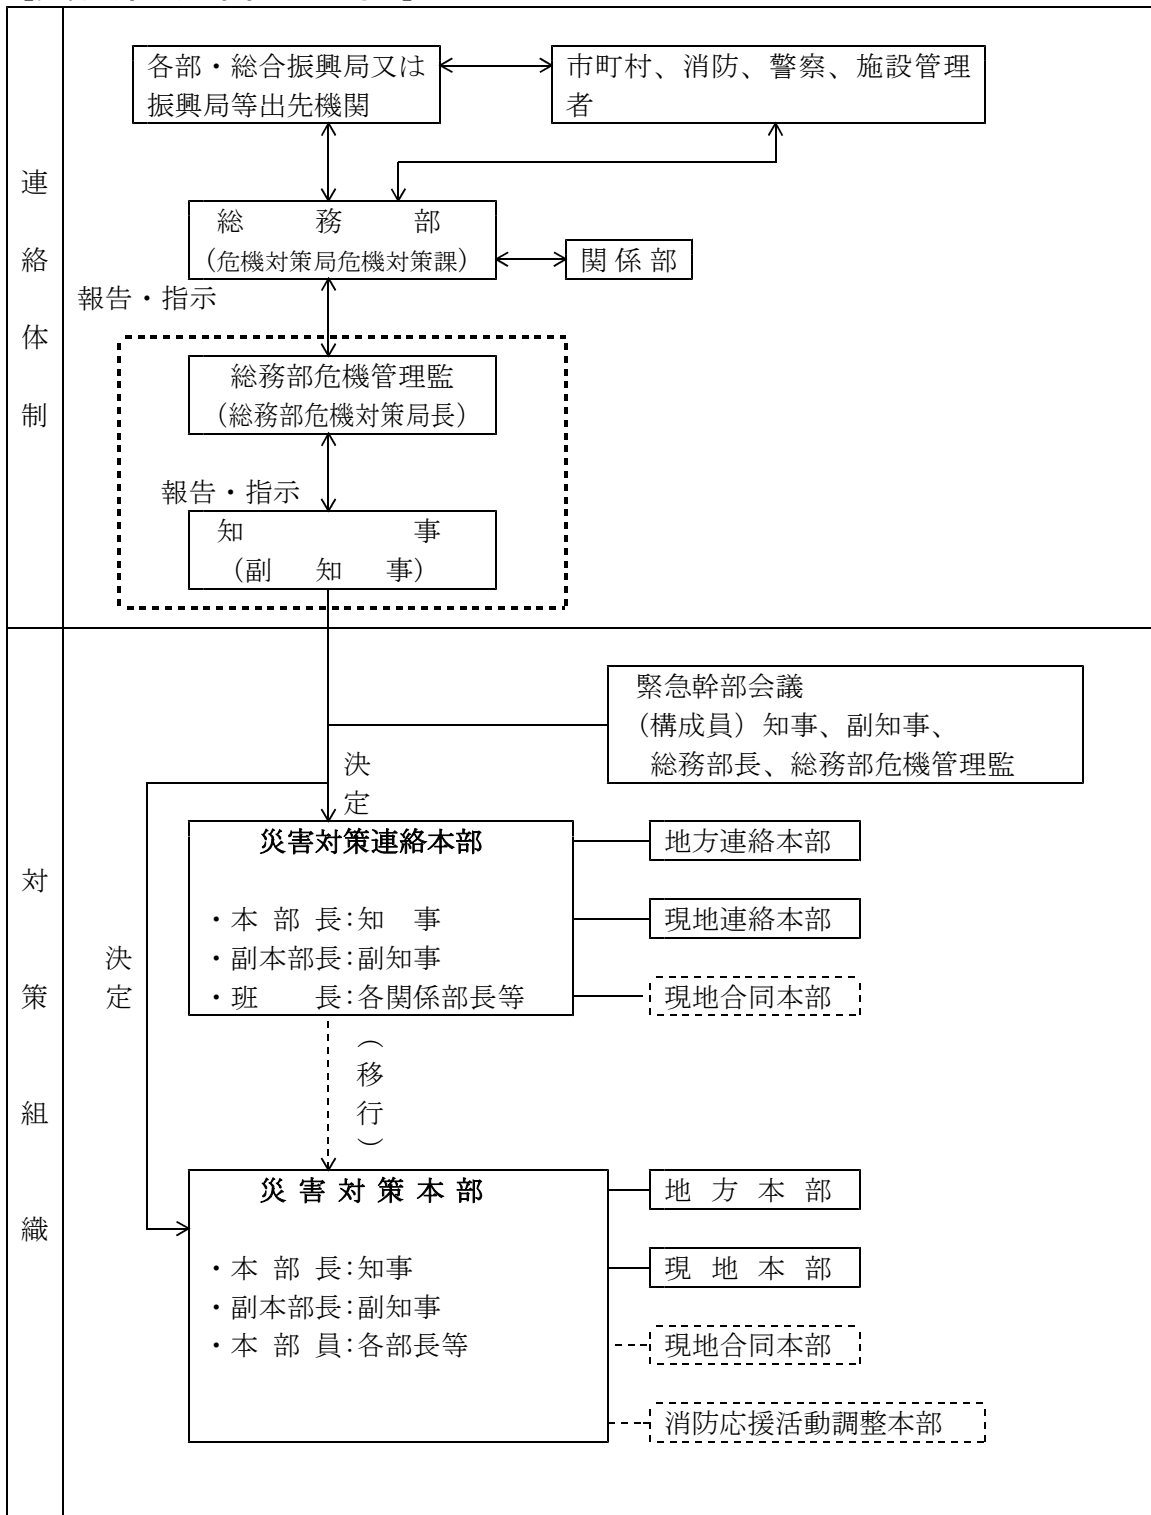 連絡体制
各部・総合振興局又は
振興局等出先機関
市町村、消防、警察、施設管理
者
総務部
(危機対策局危機対策課)
関係部
報告・指示
総務部危機管理監
(総務部危機対策局長)
報告・指示
知事
(副知事)
対策組織
緊急幹部会議
(構成員)知事、副知事、
総務部長、総務部危機管理監
決定
決定
災害対策連絡本部
・本部長:知事
・副本部長:副知事
・班長:各関係部長等
地方連絡本部
現地連絡本部
現地合同本部
(移行)
災害対策本部
・本部長:知事
・副本部長:副知事
・本部員:各部長等
地方本部
現地本部
現地合同本部
消防応援活動調整本部